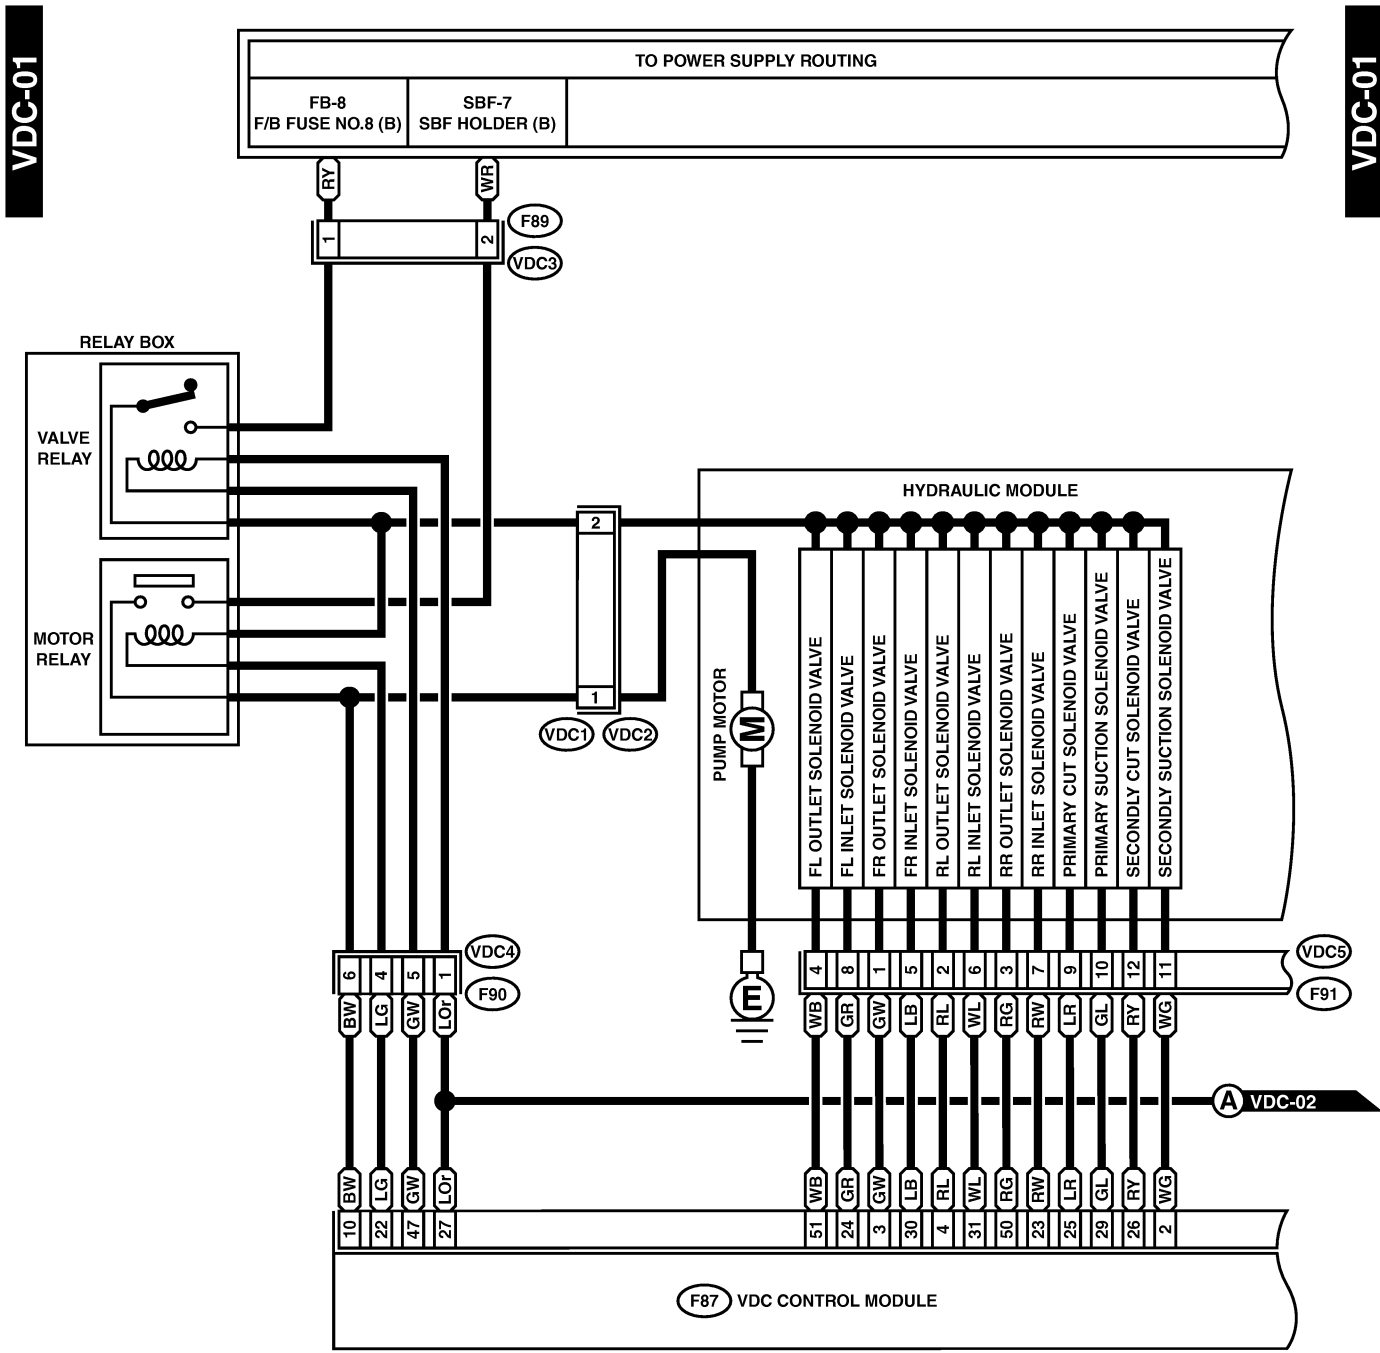 VDC-01
VDC-01
TO POWER SUPPLY ROUTING
FB-8
F/B FUSE NO.8 (B)
SBF-7
SBF HOLDER (B)
RY
WR
1
2
F89
VDC3
RELAY BOX
VALVE
RELAY
MOTOR
RELAY
2
1
VDC1
VDC2
HYDRAULIC MODULE
PUMP MOTOR
M
E
FL OUTLET SOLENOID VALVE
FL INLET SOLENOID VALVE
FR OUTLET SOLENOID VALVE
FR INLET SOLENOID VALVE
RL OUTLET SOLENOID VALVE
RL INLET SOLENOID VALVE
RR OUTLET SOLENOID VALVE
RR INLET SOLENOID VALVE
PRIMARY CUT SOLENOID VALVE
PRIMARY SUCTION SOLENOID VALVE
SECONDLY CUT SOLENOID VALVE
SECONDLY SUCTION SOLENOID VALVE
VDC4
F90
6
4
5
1
BW
LG
GW
LOr
4
8
1
5
2
6
3
7
9
10
12
11
VDC5
F91
WB
GR
GW
LB
RL
WL
RG
RW
LR
GL
RY
WG
A
VDC-02
BW
LG
GW
LOr
WB
GR
GW
LB
RL
WL
RG
RW
LR
GL
RY
WG
10
22
47
27
51
24
3
30
4
31
50
23
25
29
26
2
F87
VDC CONTROL MODULE